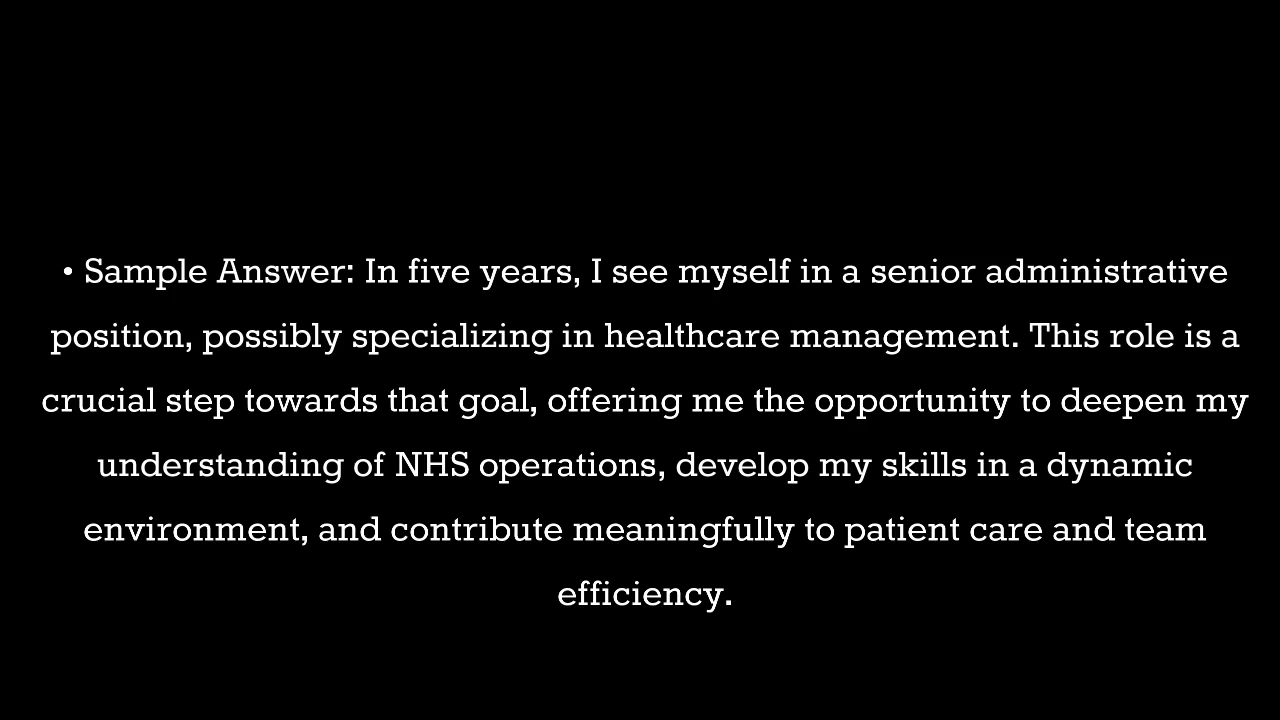 • Sample Answer: In five years, I see myself in a senior administrative
position, possibly specializing in healthcare management. This role is a
crucial step towards that goal, offering me the opportunity to deepen my
understanding of NHS operations, develop my skills in a dynamic
environment, and contribute meaningfully to patient care and team
efficiency.